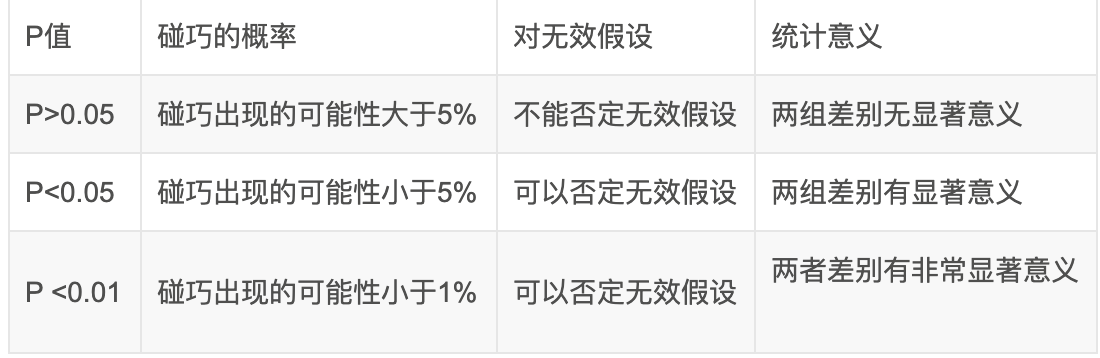 P值 碰巧的概率 对无效假设 统计意义
P>0.05 碰巧出现的可能性大于5% 不能否定无效假设 两组差别无显著意义
P<0.05 碰巧出现的可能性小于5% 可以否定无效假设 两组差别有显著意义
P <0.01 碰巧出现的可能性小于1% 可以否定无效假设 两者差别有非常显著意义